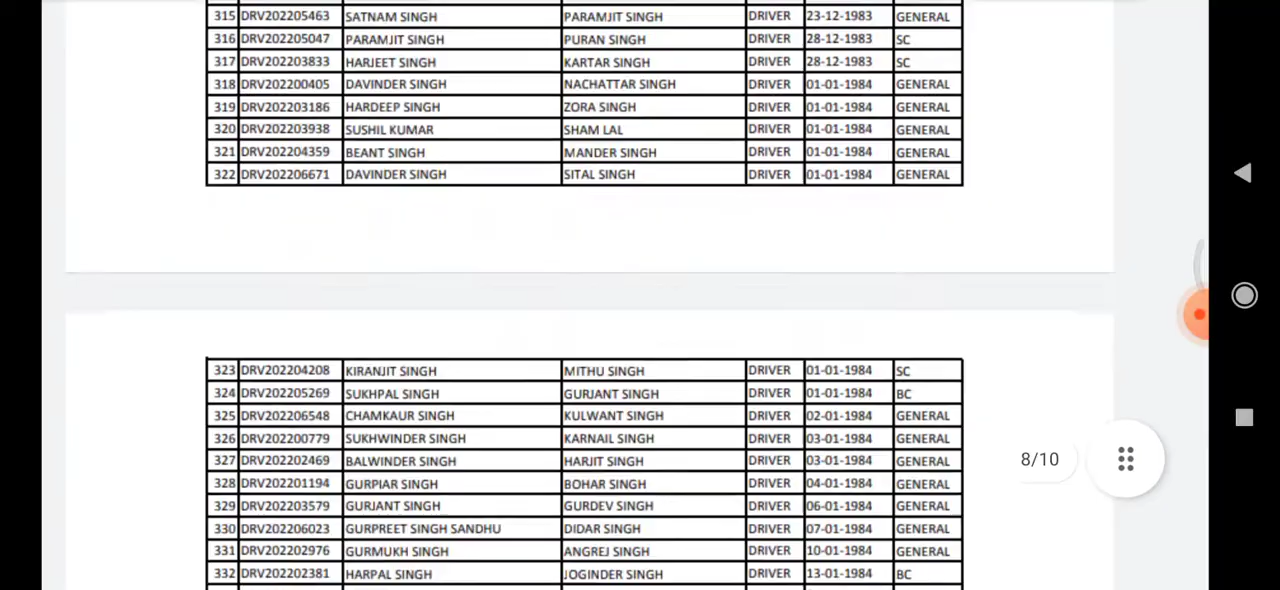 315 DRV202205463 SATNAM SINGH PARAMJIT SINGH DRIVER 23-12-1983 GENERAL
316 DRV202205047 PARAMJIT SINGH PURAN SINGH DRIVER 28-12-1983 SC
317 DRV202203833 HARJEET SINGH KARTAR SINGH DRIVER 28-12-1983 SC
318 DRV202200405 DAVINDER SINGH NACHATTAR SINGH DRIVER 01-01-1984 GENERAL
319 DRV202203186 HARDEEP SINGH ZORA SINGH DRIVER 01-01-1984 GENERAL
320 DRV202203938 SUSHIL KUMAR SHAM LAL DRIVER 01-01-1984 GENERAL
321 DRV202204359 BEANT SINGH MANDER SINGH DRIVER 01-01-1984 GENERAL
322 DRV202206671 DAVINDER SINGH SITAL SINGH DRIVER 01-01-1984 GENERAL
323 DRV202204208 KIRANJIT SINGH MITHU SINGH DRIVER 01-01-1984 SC
324 DRV202205269 SUKHPAL SINGH GURJANT SINGH DRIVER 01-01-1984 BC
325 DRV202206548 CHAMKAUR SINGH KULWANT SINGH DRIVER 02-01-1984 GENERAL
326 DRV202200779 SUKHWINDER SINGH KARNAIL SINGH DRIVER 03-01-1984 GENERAL
327 DRV202202469 BALWINDER SINGH HARJIT SINGH DRIVER 03-01-1984 GENERAL
8/10
328 DRV202201194 GURPIAR SINGH BOHAR SINGH DRIVER 04-01-1984 GENERAL
329 DRV202203579 GURJANT SINGH GURDEV SINGH DRIVER 06-01-1984 GENERAL
330 DRV202206023 GURPREET SINGH SANDHU DIDAR SINGH DRIVER 07-01-1984 GENERAL
331 DRV202202976 GURMUKH SINGH ANGREJ SINGH DRIVER 10-01-1984 GENERAL
332 DRV202202381 HARPAL SINGH JOGINDER SINGH DRIVER 13-01-1984 BC